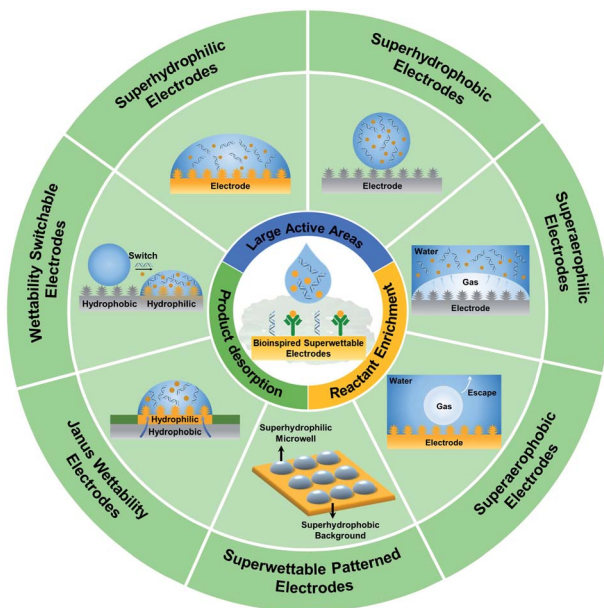 Superhydrophilic
Electrodes
Superhydrophobic
Electrodes
Superaerophilic
Electrodes
Superaerophobic
Electrodes
Superwettable Patterned
Electrodes
Janus Wettability
Electrodes
Wettability Switchable
Electrodes
Electrode
Electrode
Water
Gas
Electrode
Water
Escape
Gas
Electrode
Superhydrophilic
Microwell
Superhydrophobic
Background
Hydrophilic
Hydrophobic
Switch
Hydrophobic
Hydrophilic
Large Active Areas
Reactant Enrichment
Product desorption
Bioinspired Superwettable
Electrodes